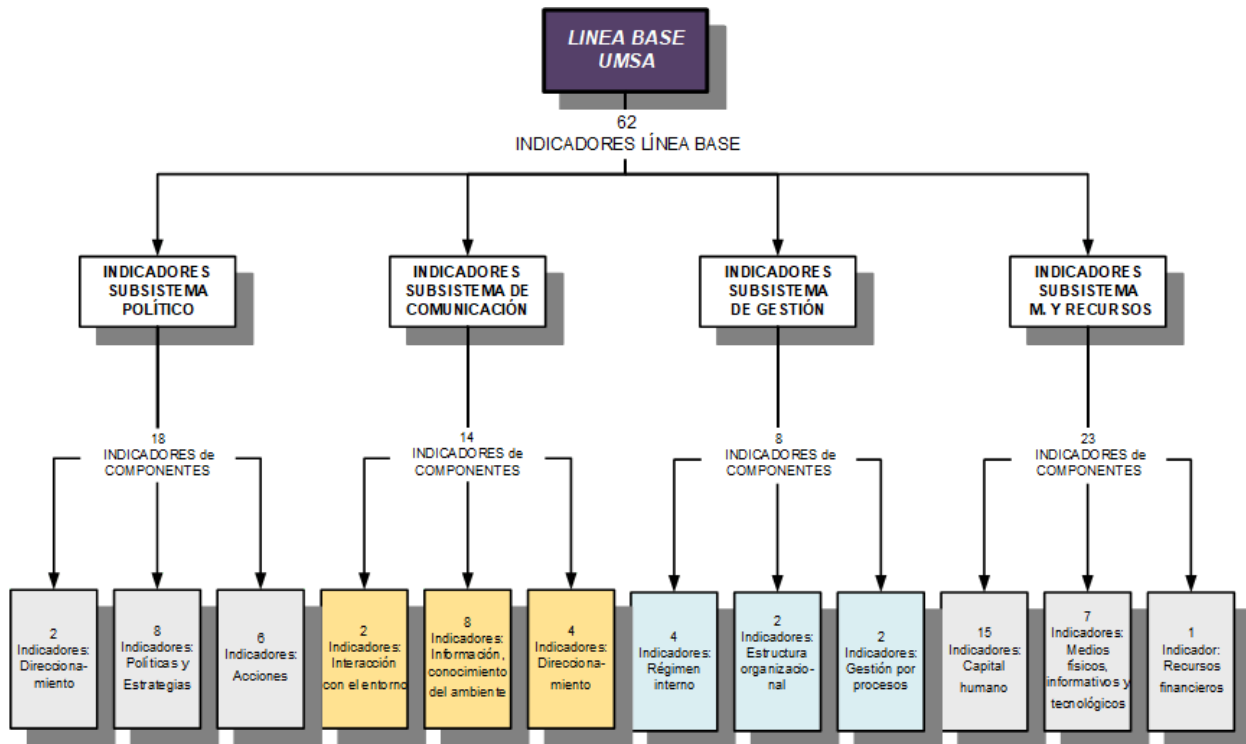 LINEA BASE
UMSA
62
INDICADORES LÍNEA BASE
INDICADORES
SUBSISTEMA
POLÍTICO
INDICADORES
SUBSISTEMA DE
COMUNICACIÓN
INDICADORES
SUBSISTEMA
DE GESTIÓN
INDICADORES
SUBSISTEMA
M. Y RECURSOS
18
INDICADORES de
COMPONENTES
14
INDICADORES de
COMPONENTES
8
INDICADORES de
COMPONENTES
23
INDICADORES de
COMPONENTES
2
Indicadores:
Direcciona-
miento
8
Indicadores:
Políticas y
Estrategias
6
Indicadores:
Acciones
2
Indicadores:
Interacción
con el entorno
8
Indicadores:
Información,
conocimiento
del ambiente
4
Indicadores:
Direcciona-
miento
4
Indicadores:
Régimen
interno
2
Indicadores:
Estructura
organizacio-
nal
2
Indicadores:
Gestión por
procesos
15
Indicadores:
Capital
humano
7
Indicadores:
Medios
físicos,
informativos y
tecnológicos
1
Indicador:
Recursos
financieros